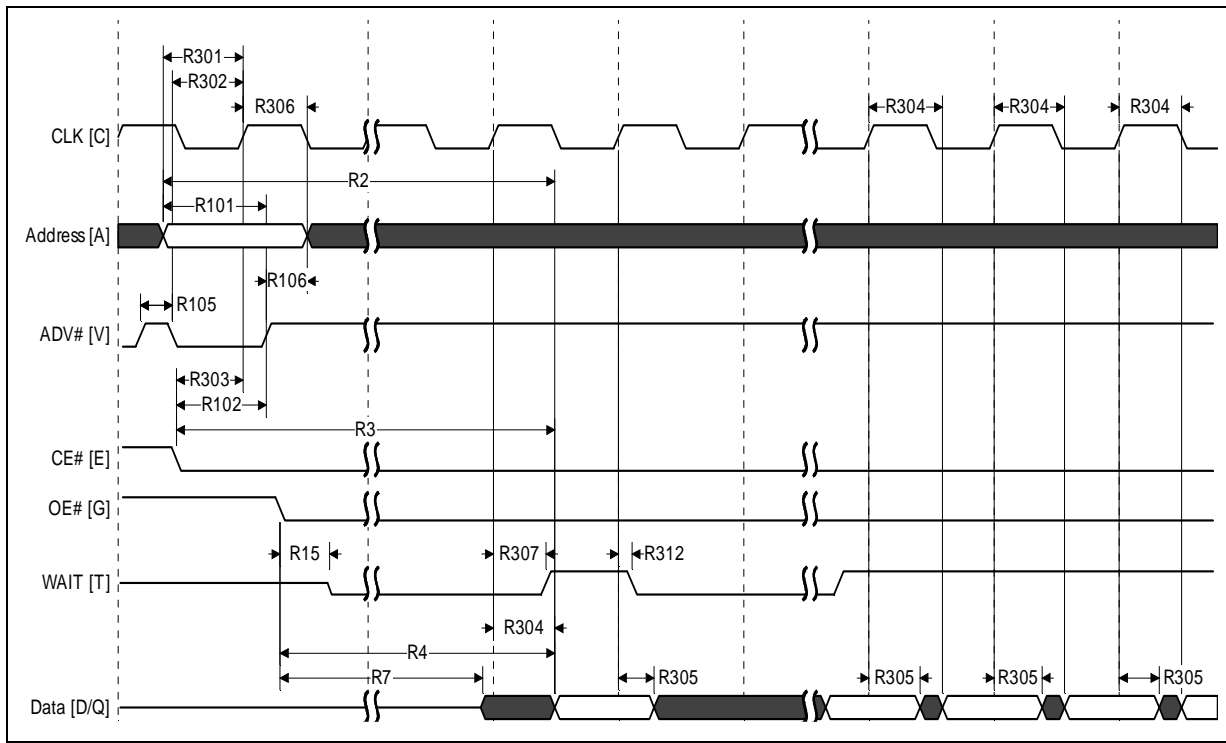 R301
R302
R306
R304
R304
R304
CLK [C]
R2
R101
Address [A]
R106
R105
ADV# [V]
R303
R102
R3
CE# [E]
OE# [G]
R15
R307
R312
WAIT [T]
R304
R4
R7
R305
R305
R305
R305
Data [D/Q]